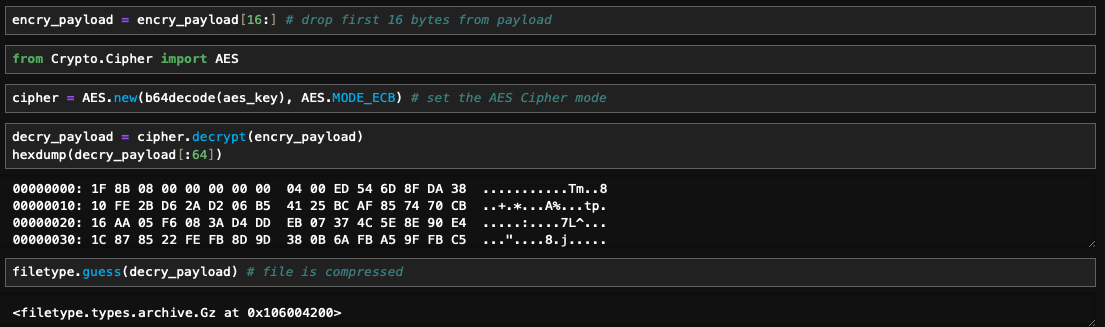 encry_payload = encry_payload[16:] # drop first 16 bytes from payload
from Crypto.Cipher import AES
cipher = AES.new(b64decode(aes_key), AES.MODE_ECB) # set the AES Cipher mode
decry_payload = cipher.decrypt(encry_payload)
hexdump(decry_payload[:64])
00000000: 1F 8B 08 00 00 00 00 00  04 00 ED 54 6D 8F DA 38  ...........Tm..8
00000010: 10 FE 2B D6 2A D2 06 B5  41 25 BC AF 85 74 70 CB  ..+.*...A%...tp.
00000020: 16 AA 05 F6 08 3A D4 DD  EB 07 37 4C 5E 8E 90 E4  .....:....7L^...
00000030: 1C 87 85 22 FE FB 8D 9D  38 0B 6A FB A5 9F FB C5  ..."....8.j.....
filetype.guess(decry_payload) # file is compressed
<filetype.types.archive.Gz at 0x106004200>